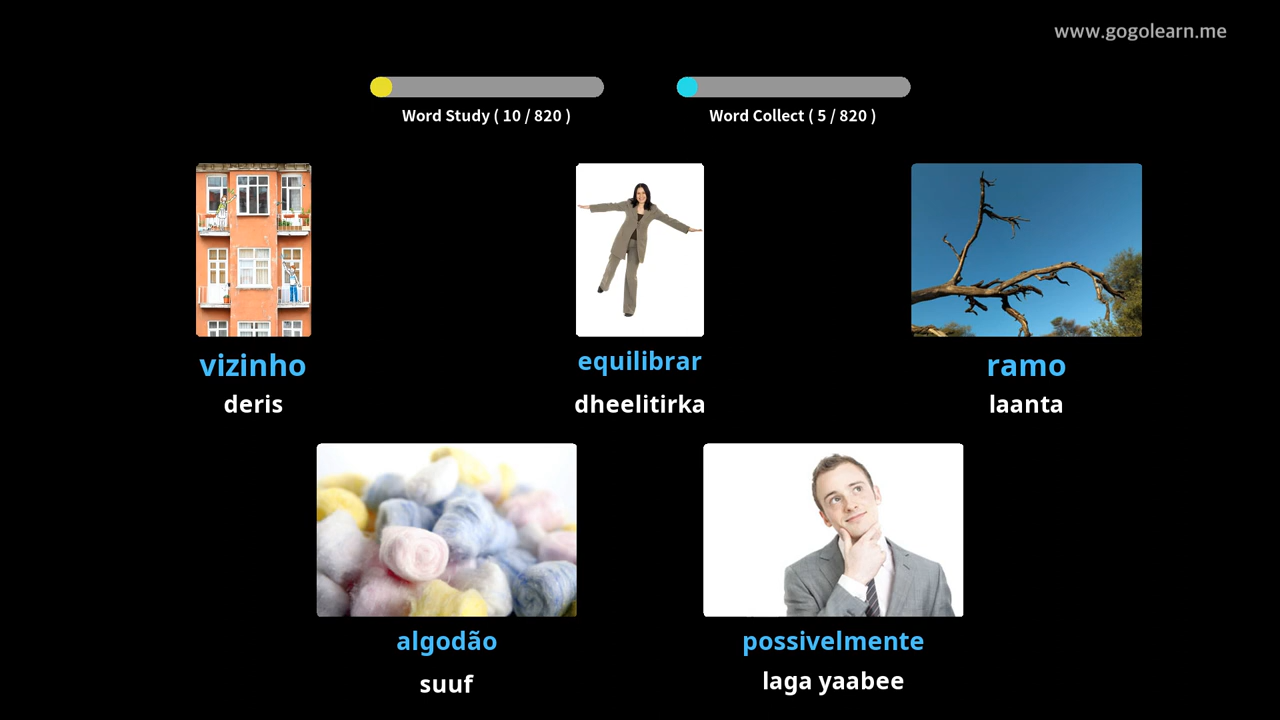 www.gogolearn.me
Word Study ( 10 / 820 )
Word Collect ( 5 / 820 )
vizinho
deris
equilibrar
dheelitirka
ramo
laanta
algodão
suuf
possivelmente
laga yaabee